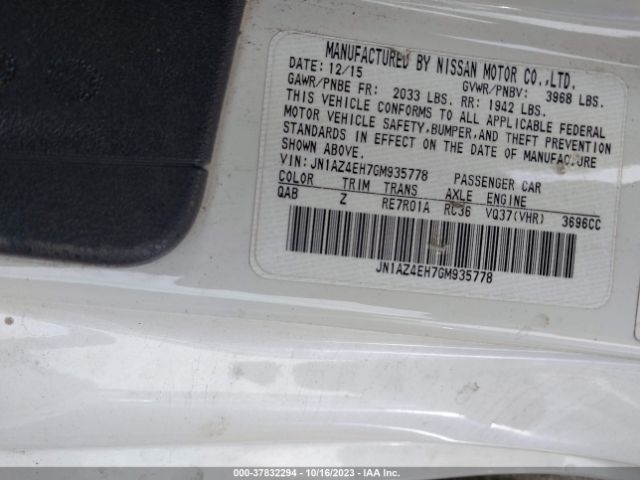 MANUFACTURED BY NISSAN MOTOR CO.,LTD.
DATE: 12/15 GVWR/PNBV: 3968 LBS.
GAWR/PNBE FR: 2033 LBS. RR: 1942 LBS.
THIS VEHICLE CONFORMS TO ALL APPLICABLE FEDERAL
MOTOR VEHICLE SAFETY,BUMPER,AND THEFT PREVENTION
STANDARDS IN EFFECT ON THE DATE OF MANUFACTURE
SHOWN ABOVE.
VIN: JN1AZ4EH7GM935778 PASSENGER CAR
COLOR TRIM TRANS AXLE ENGINE
QAB Z RE7R01A RC36 VQ37(VHR) 3696CC
JN1AZ4EH7GM935778
000-37832294 - 10/16/2023 - IAA Inc.